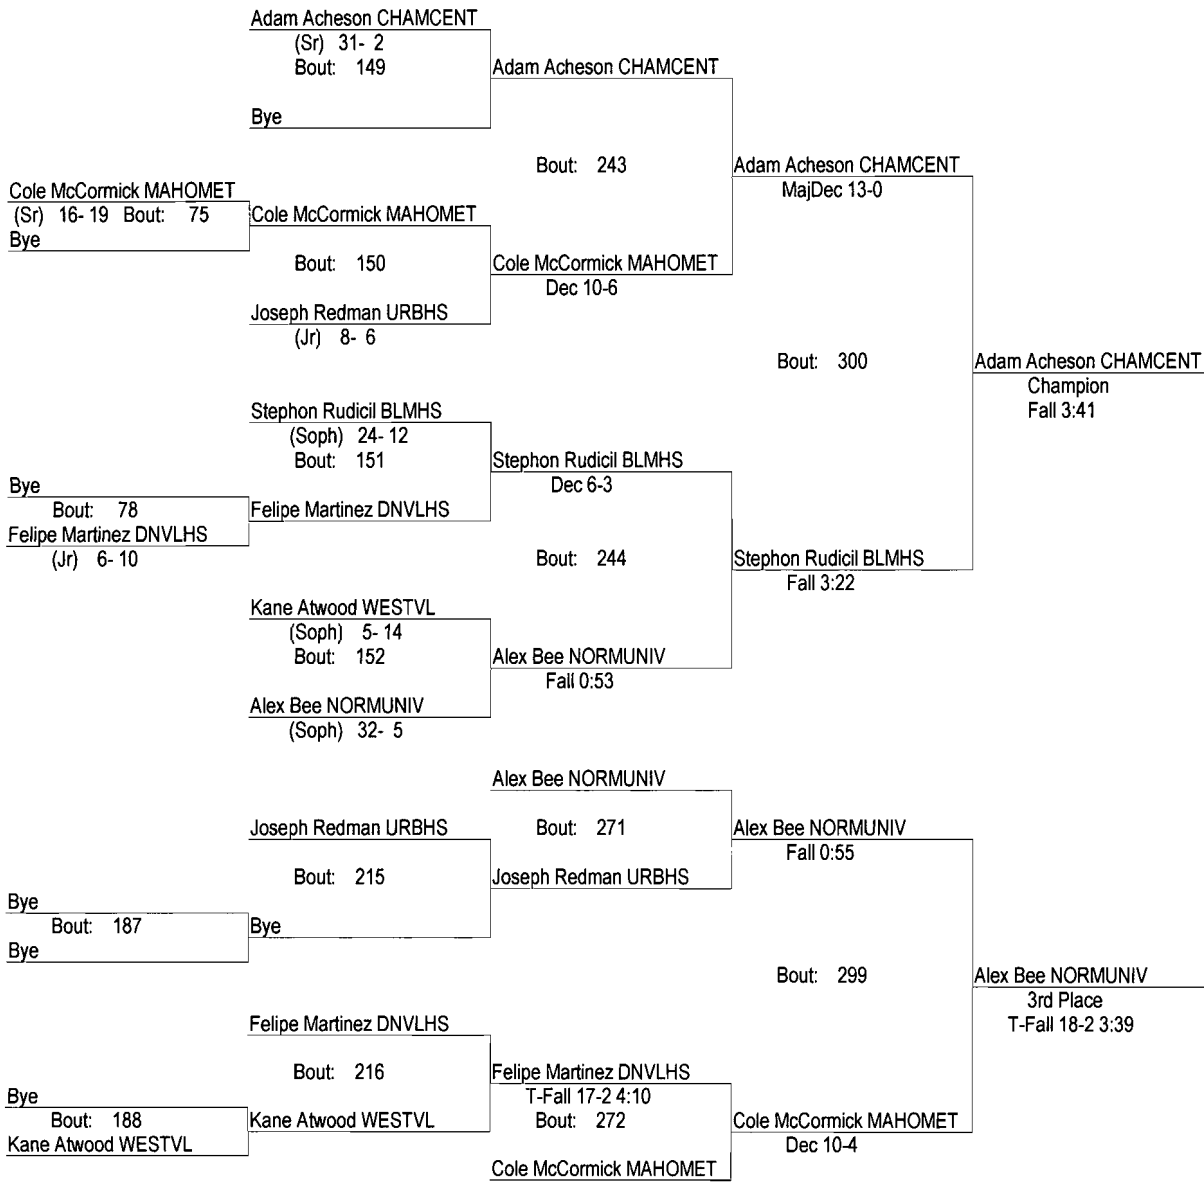 Adam Acheson CHAMCENT
(Sr) 31- 2
Bout: 149
Adam Acheson CHAMCENT
Bye
Bout: 243
Adam Acheson CHAMCENT
MajDec 13-0
Cole McCormick MAHOMET
(Sr) 16- 19 Bout: 75
Bye
Cole McCormick MAHOMET
Bout: 150
Cole McCormick MAHOMET
Dec 10-6
Joseph Redman URBHS
(Jr) 8- 6
Bout: 300
Adam Acheson CHAMCENT
Champion
Fall 3:41
Stephon Rudicil BLMHS
(Soph) 24- 12
Bout: 151
Stephon Rudicil BLMHS
Dec 6-3
Bye
Bout: 78
Felipe Martinez DNVLHS
(Jr) 6- 10
Felipe Martinez DNVLHS
Bout: 244
Stephon Rudicil BLMHS
Fall 3:22
Kane Atwood WESTVL
(Soph) 5- 14
Bout: 152
Alex Bee NORMUNIV
Fall 0:53
Alex Bee NORMUNIV
(Soph) 32- 5
Alex Bee NORMUNIV
Joseph Redman URBHS
Bout: 271
Alex Bee NORMUNIV
Fall 0:55
Bout: 215
Joseph Redman URBHS
Bye
Bout: 187
Bye
Bye
Bout: 299
Alex Bee NORMUNIV
3rd Place
T-Fall 18-2 3:39
Felipe Martinez DNVLHS
Bout: 216
Felipe Martinez DNVLHS
T-Fall 17-2 4:10
Bye
Bout: 188
Kane Atwood WESTVL
Kane Atwood WESTVL
Bout: 272
Cole McCormick MAHOMET
Dec 10-4
Cole McCormick MAHOMET